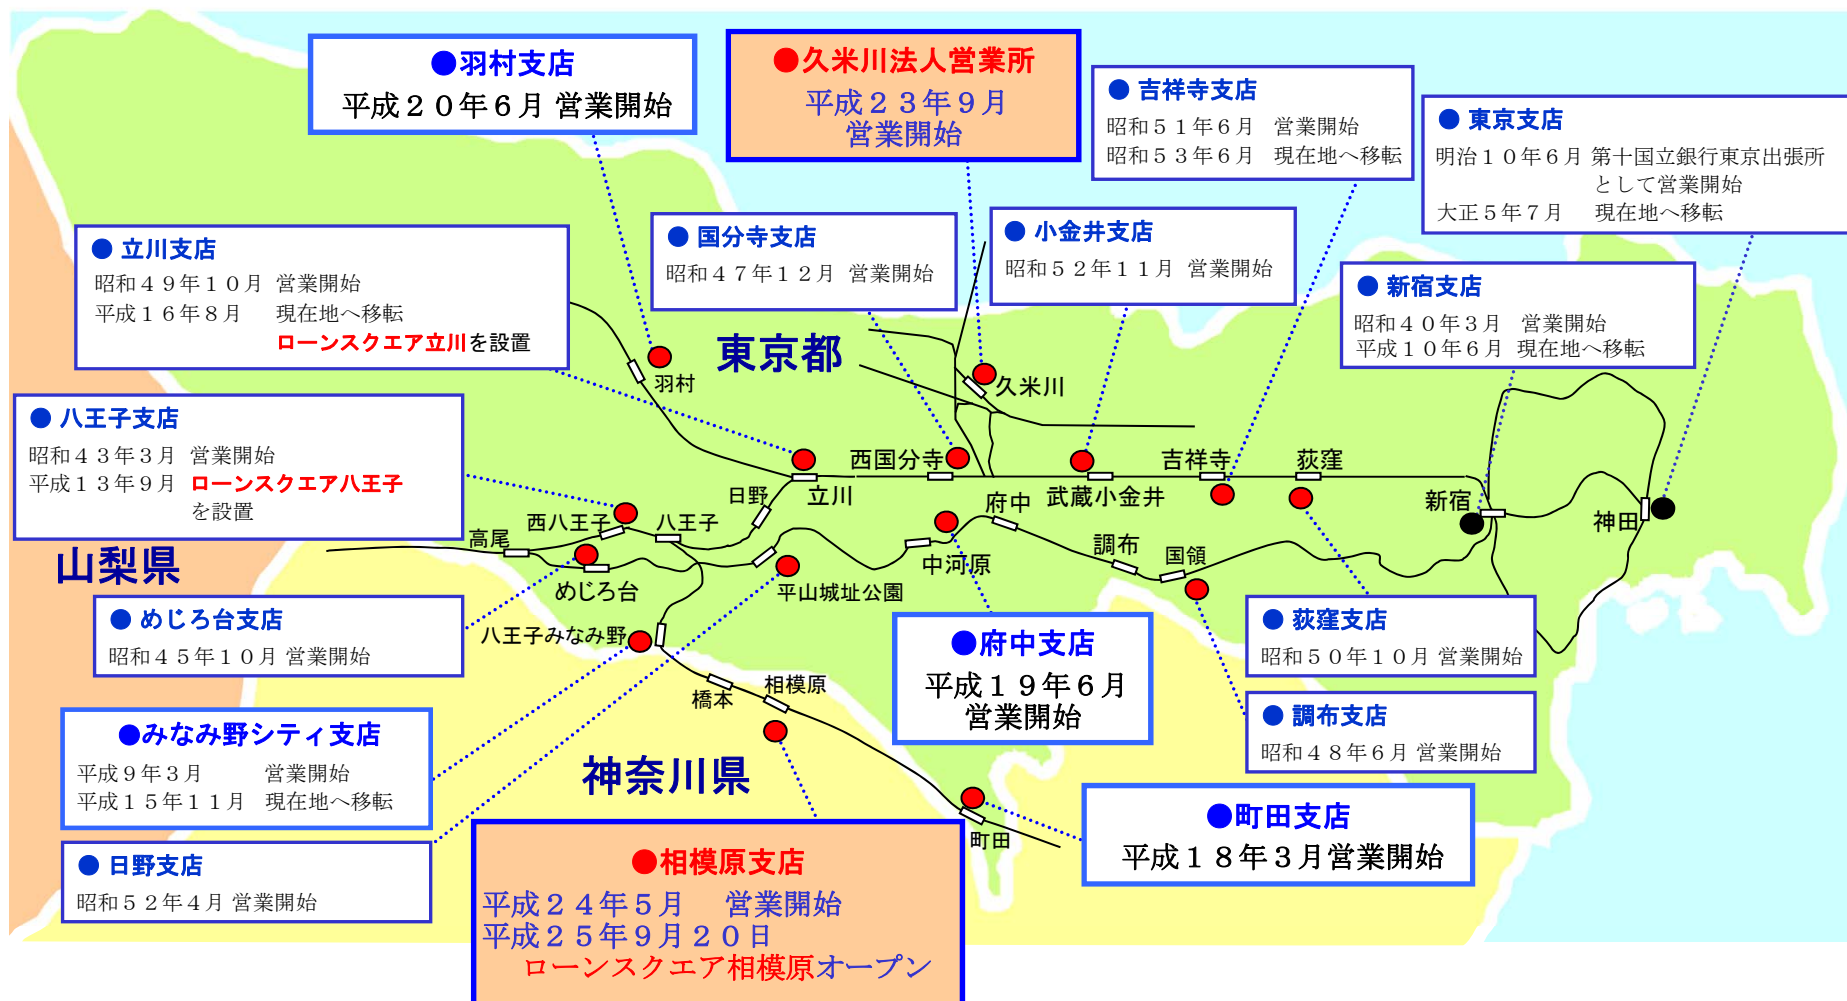 ●羽村支店
平成２０年６月 営業開始
●久米川法人営業所
平成２３年９月
営業開始
● 吉祥寺支店
昭和５１年６月 営業開始
昭和５３年６月 現在地へ移転
● 東京支店
明治１０年６月 第十国立銀行東京出張所
として営業開始
大正５年７月 現在地へ移転
● 立川支店
昭和４９年１０月 営業開始
平成１６年８月 現在地へ移転
ローンスクエア立川を設置
● 国分寺支店
昭和４７年１２月 営業開始
● 小金井支店
昭和５２年１１月 営業開始
● 新宿支店
昭和４０年３月 営業開始
平成１０年６月 現在地へ移転
東京都
羽村
久米川
● 八王子支店
昭和４３年３月 営業開始
平成１３年９月 ローンスクエア八王子
を設置
西国分寺
吉祥寺
荻窪
日野
立川
武蔵小金井
府中
新宿
神田
高尾
西八王子
八王子
調布
国領
中河原
山梨県
めじろ台
平山城址公園
● めじろ台支店
昭和４５年１０月 営業開始
八王子みなみ野
橋本
相模原
●府中支店
平成１９年６月
営業開始
● 荻窪支店
昭和５０年１０月 営業開始
● 調布支店
昭和４８年６月 営業開始
●みなみ野シティ支店
平成９年３月 営業開始
平成１５年１１月 現在地へ移転
神奈川県
町田
●町田支店
平成１８年３月営業開始
● 日野支店
昭和５２年４月 営業開始
●相模原支店
平成２４年５月 営業開始
平成２５年９月２０日
ローンスクエア相模原オープン